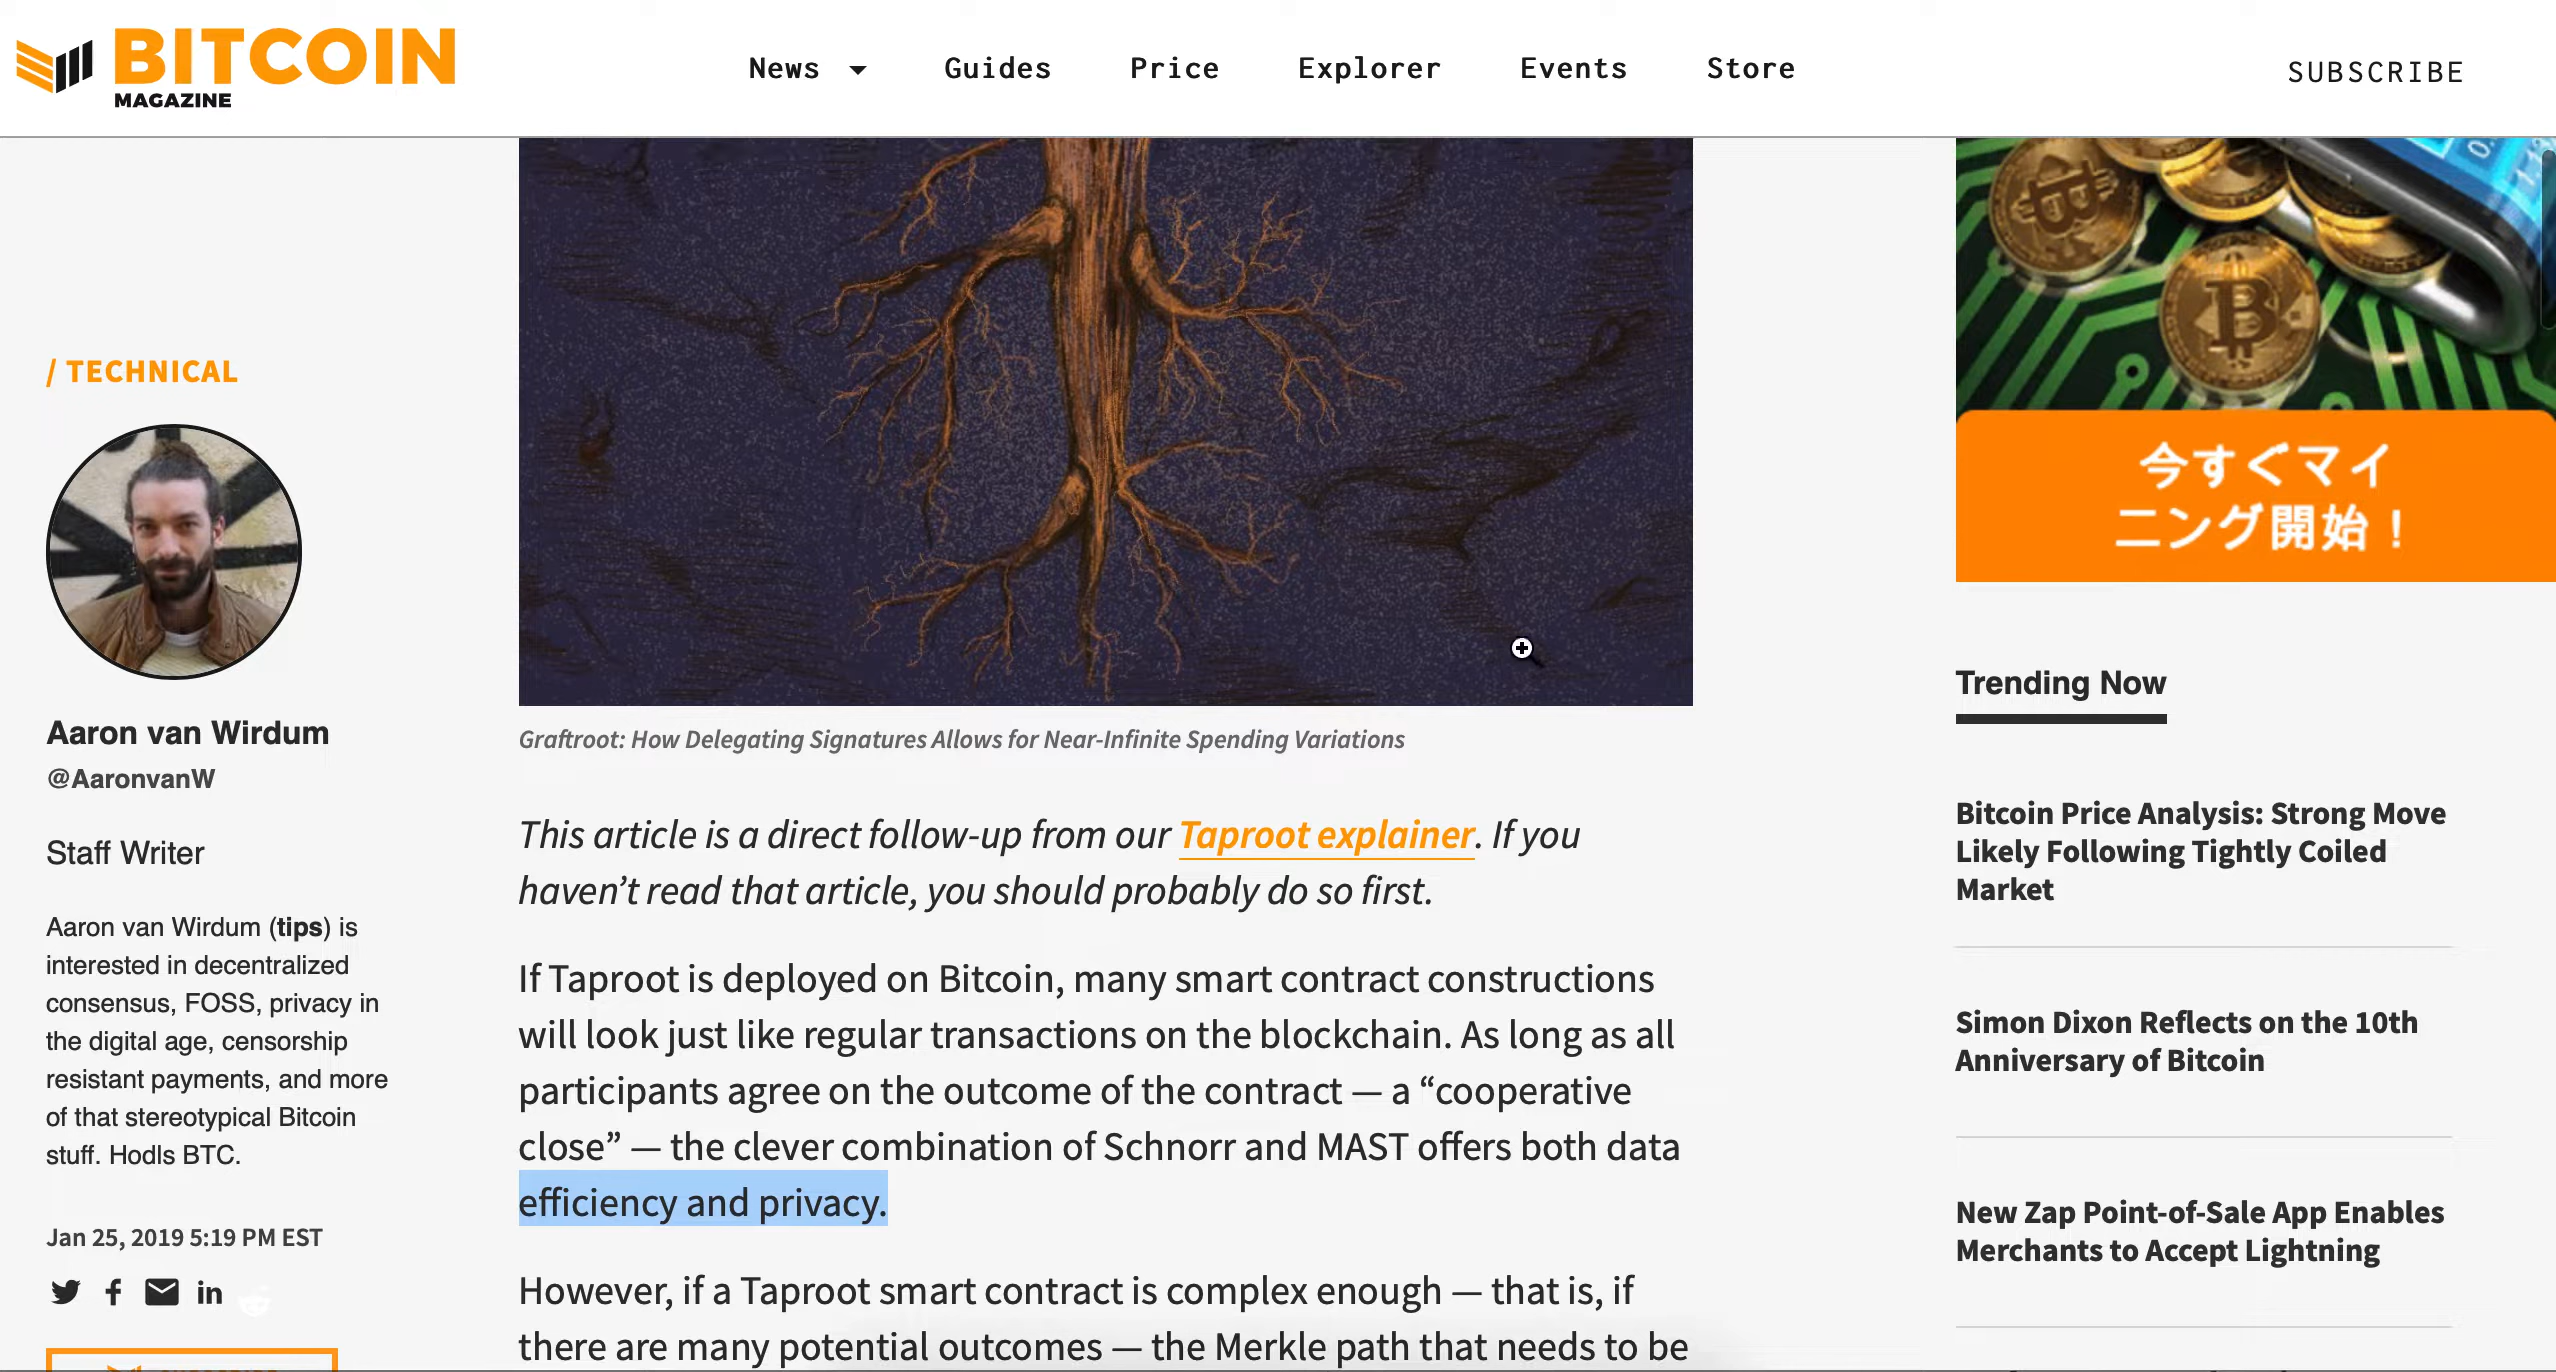 BITCOIN
MAGAZINE
News
Guides
Price
Explorer
Events
Store
SUBSCRIBE
/ TECHNICAL
Aaron van Wirdum
@AaronvanW
Staff Writer
Aaron van Wirdum (tips) is
interested in decentralized
consensus, FOSS, privacy in
the digital age, censorship
resistant payments, and more
of that stereotypical Bitcoin
stuff. Hodls BTC.
Jan 25, 2019 5:19 PM EST
Graftroot: How Delegating Signatures Allows for Near-Infinite Spending Variations
This article is a direct follow-up from our Taproot explainer. If you
haven’t read that article, you should probably do so first.
If Taproot is deployed on Bitcoin, many smart contract constructions
will look just like regular transactions on the blockchain. As long as all
participants agree on the outcome of the contract — a “cooperative
close” — the clever combination of Schnorr and MAST offers both data
efficiency and privacy.
However, if a Taproot smart contract is complex enough — that is, if
there are many potential outcomes — the Merkle path that needs to be
今すぐマイ
ニング開始！
Trending Now
Bitcoin Price Analysis: Strong Move
Likely Following Tightly Coiled
Market
Simon Dixon Reflects on the 10th
Anniversary of Bitcoin
New Zap Point-of-Sale App Enables
Merchants to Accept Lightning